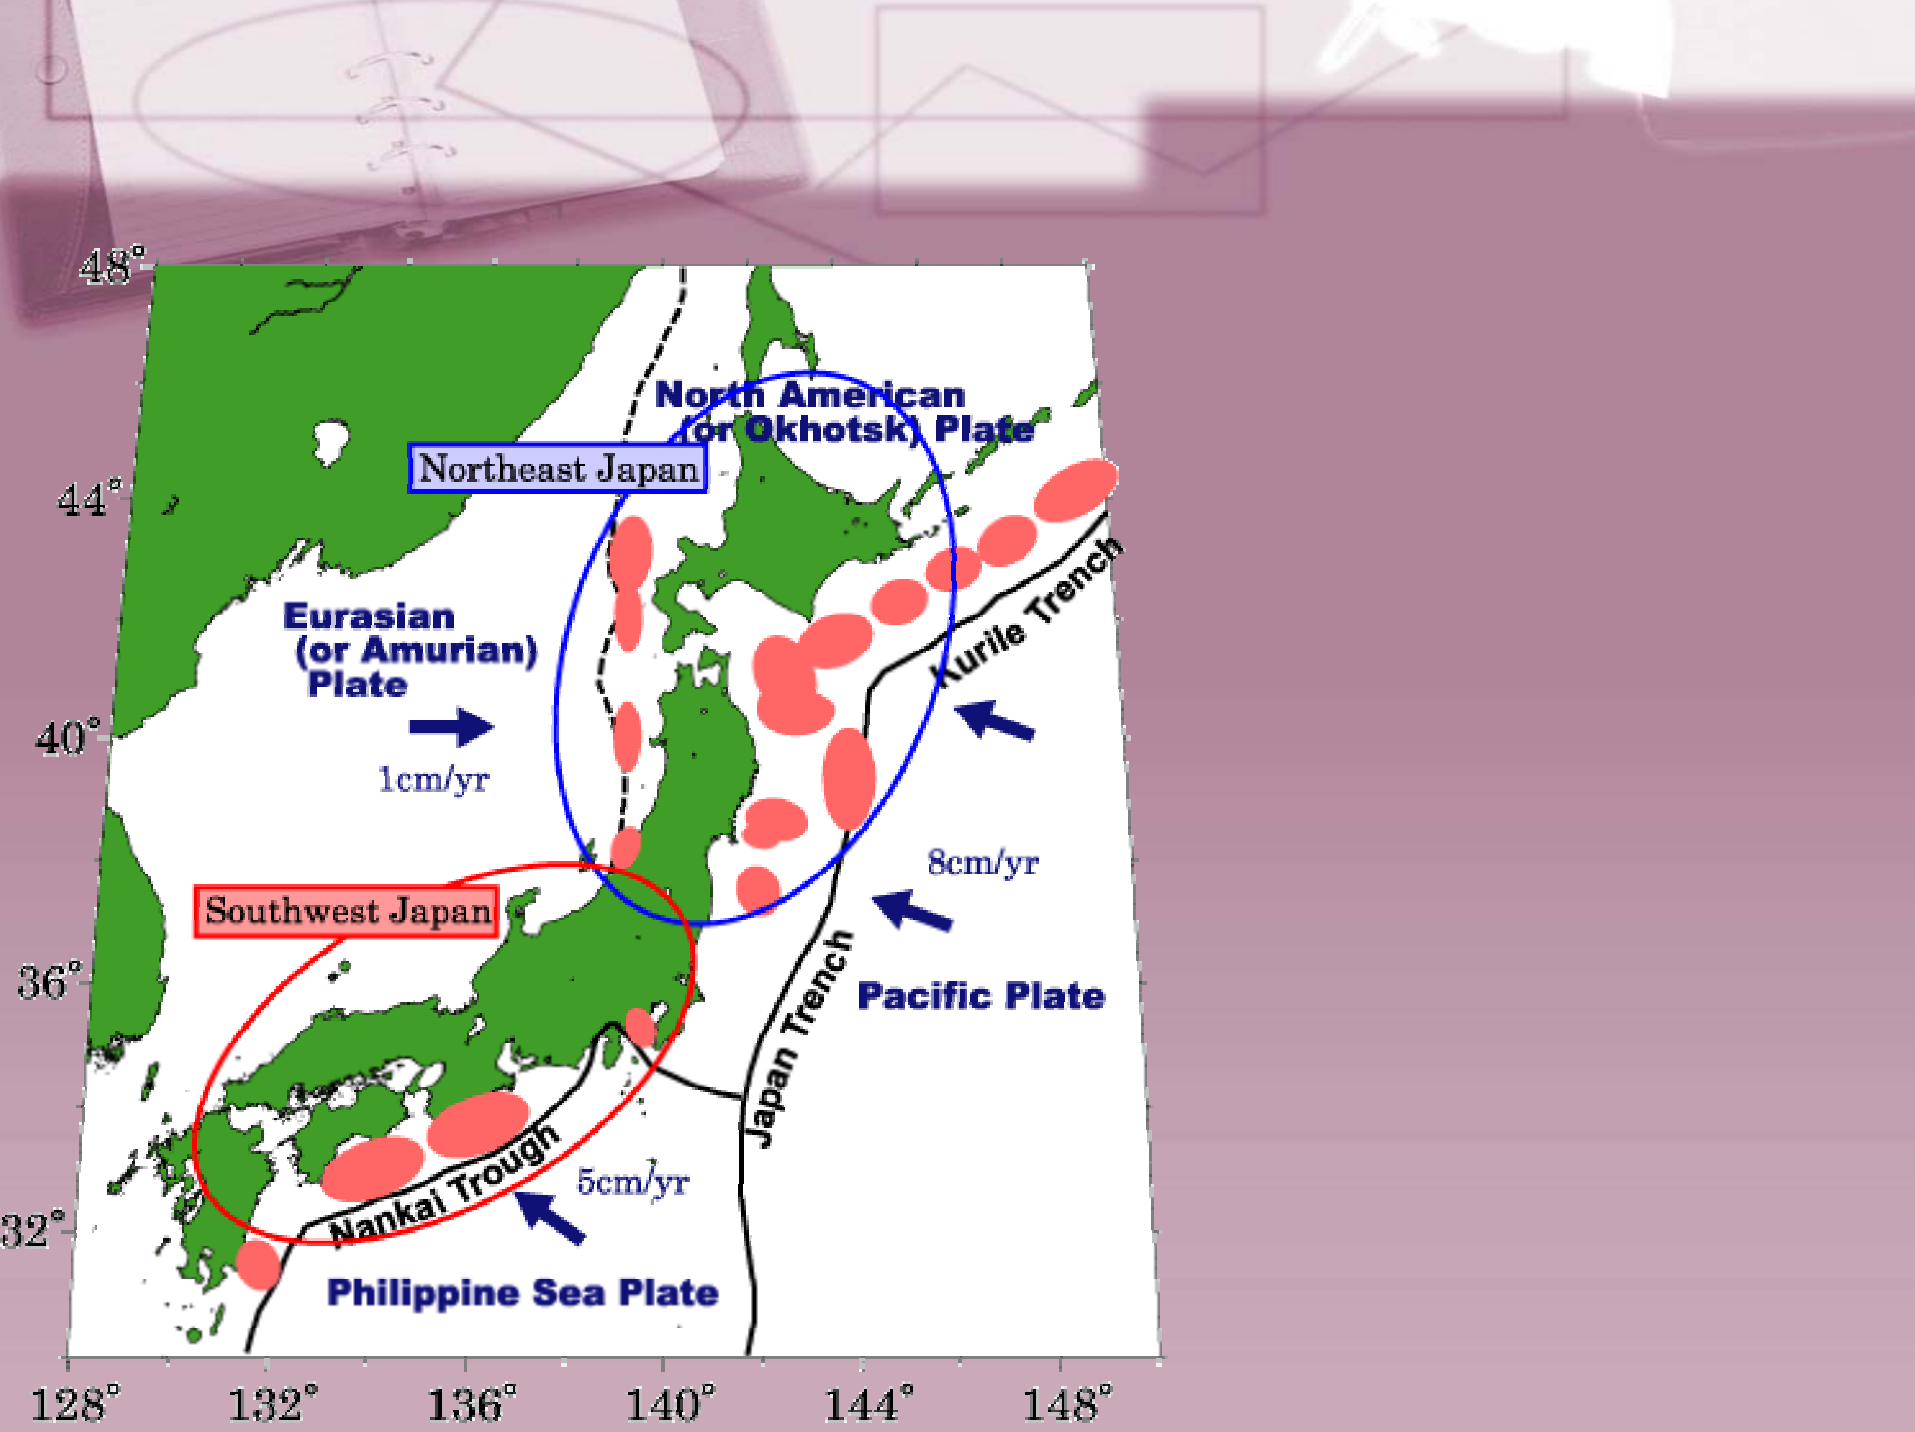 48°
North American
(or Okhotsk) Plate
Northeast Japan
44°
Kurile Trench
Eurasian
(or Amurian)
Plate
40°
1cm/yr
8cm/yr
Southwest Japan
36°
Pacific Plate
Japan Trench
Nankai Trough
5cm/yr
32°
Philippine Sea Plate
128° 132° 136° 140° 144° 148°